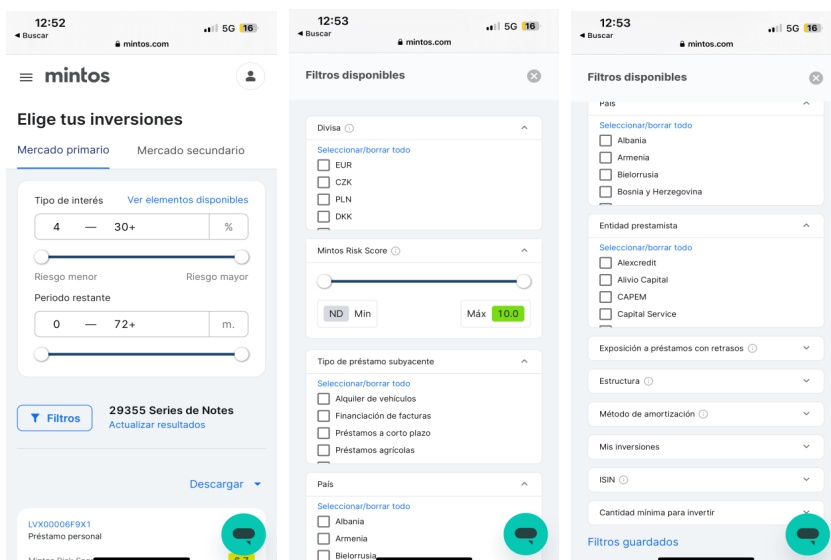 12:52
5G 16
◄ Buscar
mintos.com
mintos
Elige tus inversiones
Mercado primario Mercado secundario
Tipo de interés Ver elementos disponibles
4 — 30+ %
Riesgo menor Riesgo mayor
Periodo restante
0 — 72+ m.
Filtros
29355 Series de Notes
Actualizar resultados
Descargar
LVX00006F9X1
Préstamo personal
12:53
5G 16
◄ Buscar
mintos.com
Filtros disponibles
Divisa
Seleccionar/borrar todo
EUR
CZK
PLN
DKK
Mintos Risk Score
ND Min Máx 10.0
Tipo de préstamo subyacente
Seleccionar/borrar todo
Alquiler de vehículos
Financiación de facturas
Préstamos a corto plazo
Préstamos agrícolas
País
Seleccionar/borrar todo
Albania
Armenia
Bielorrusia
12:53
5G 16
◄ Buscar
mintos.com
Filtros disponibles
País
Seleccionar/borrar todo
Albania
Armenia
Bielorrusia
Bosnia y Herzegovina
Entidad prestamista
Seleccionar/borrar todo
Alexcredit
Alivio Capital
CAPEM
Capital Service
Exposición a préstamos con retrasos
Estructura
Método de amortización
Mis inversiones
ISIN
Cantidad mínima para invertir
Filtros guardados